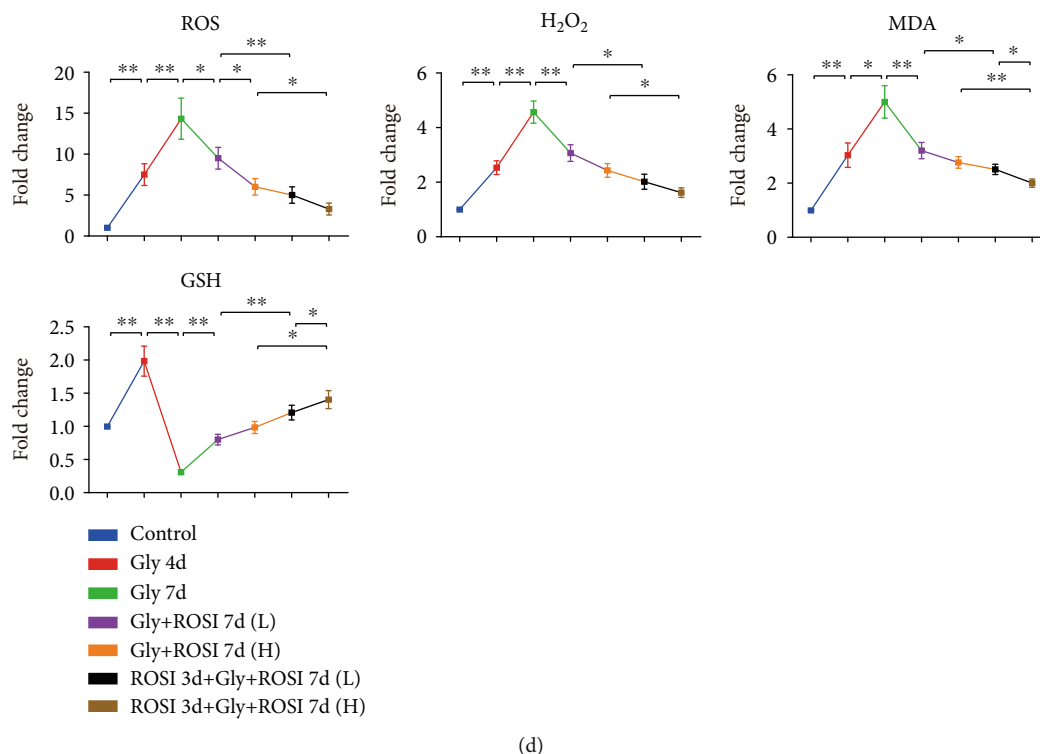 ROS
** ** * * ** *
Fold change
20
15
10
5
0
H₂O₂
** ** ** * *
Fold change
6
4
2
0
MDA
** * ** * * **
Fold change
6
4
2
0
GSH
** ** ** ** * *
Fold change
2.5
2.0
1.5
1.0
0.5
0.0
Control
Gly 4d
Gly 7d
Gly+ROSI 7d (L)
Gly+ROSI 7d (H)
ROSI 3d+Gly+ROSI 7d (L)
ROSI 3d+Gly+ROSI 7d (H)
(d)